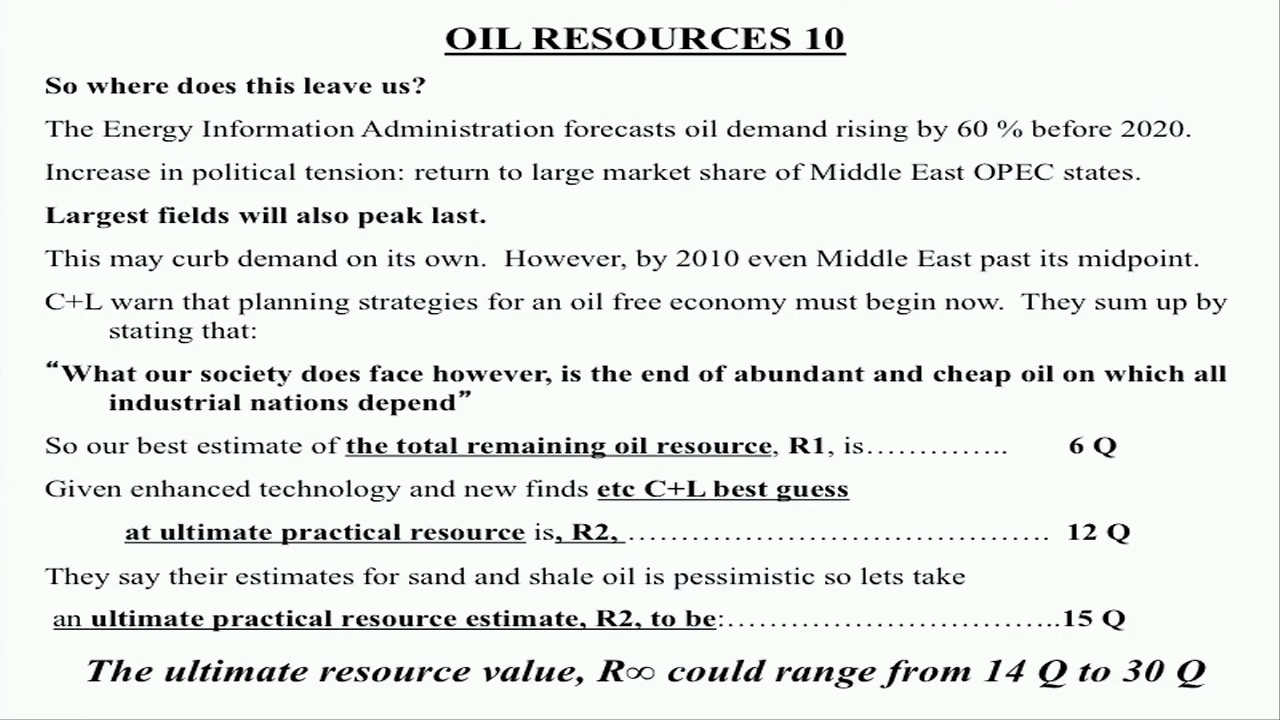 OIL RESOURCES 10
So where does this leave us?
The Energy Information Administration forecasts oil demand rising by 60 % before 2020.
Increase in political tension: return to large market share of Middle East OPEC states.
Largest fields will also peak last.
This may curb demand on its own.  However, by 2010 even Middle East past its midpoint.
C+L warn that planning strategies for an oil free economy must begin now.  They sum up by
stating that:
“What our society does face however, is the end of abundant and cheap oil on which all
industrial nations depend”
So our best estimate of the total remaining oil resource, R1, is………….. 6 Q
Given enhanced technology and new finds etc C+L best guess
at ultimate practical resource is, R2, …………………………………. 12 Q
They say their estimates for sand and shale oil is pessimistic so lets take
an ultimate practical resource estimate, R2, to be:……………………………..15 Q
The ultimate resource value, R∞ could range from 14 Q to 30 Q